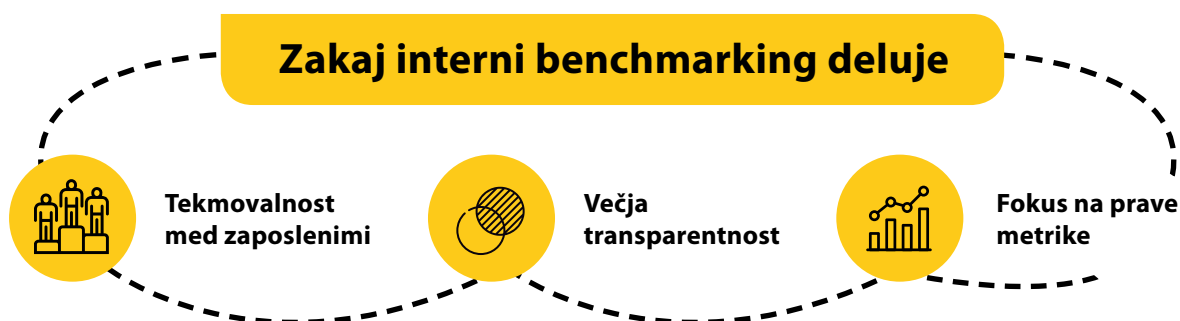 Zakaj interni benchmarking deluje
Tekmovalnost
med zaposlenimi
Večja
transparentnost
Fokus na prave
metrike